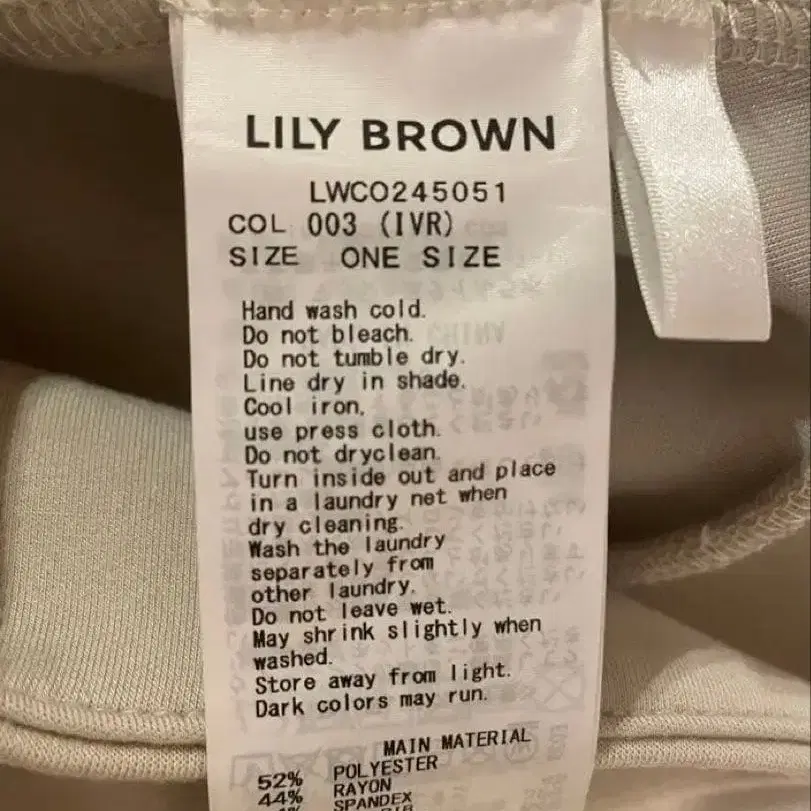 LILY BROWN
LWCO245051
COL 003 (IVR)
SIZE ONE SIZE
Hand wash cold.
Do not bleach.
Do not tumble dry.
Line dry in shade.
Cool iron,
use press cloth.
Do not dryclean.
Turn inside out and place
in a laundry net when
dry cleaning.
Wash the laundry
separately from
other laundry.
Do not leave wet.
May shrink slightly when
washed.
Store away from light.
Dark colors may run.
MAIN MATERIAL
52% POLYESTER
44% RAYON
SPANDEX